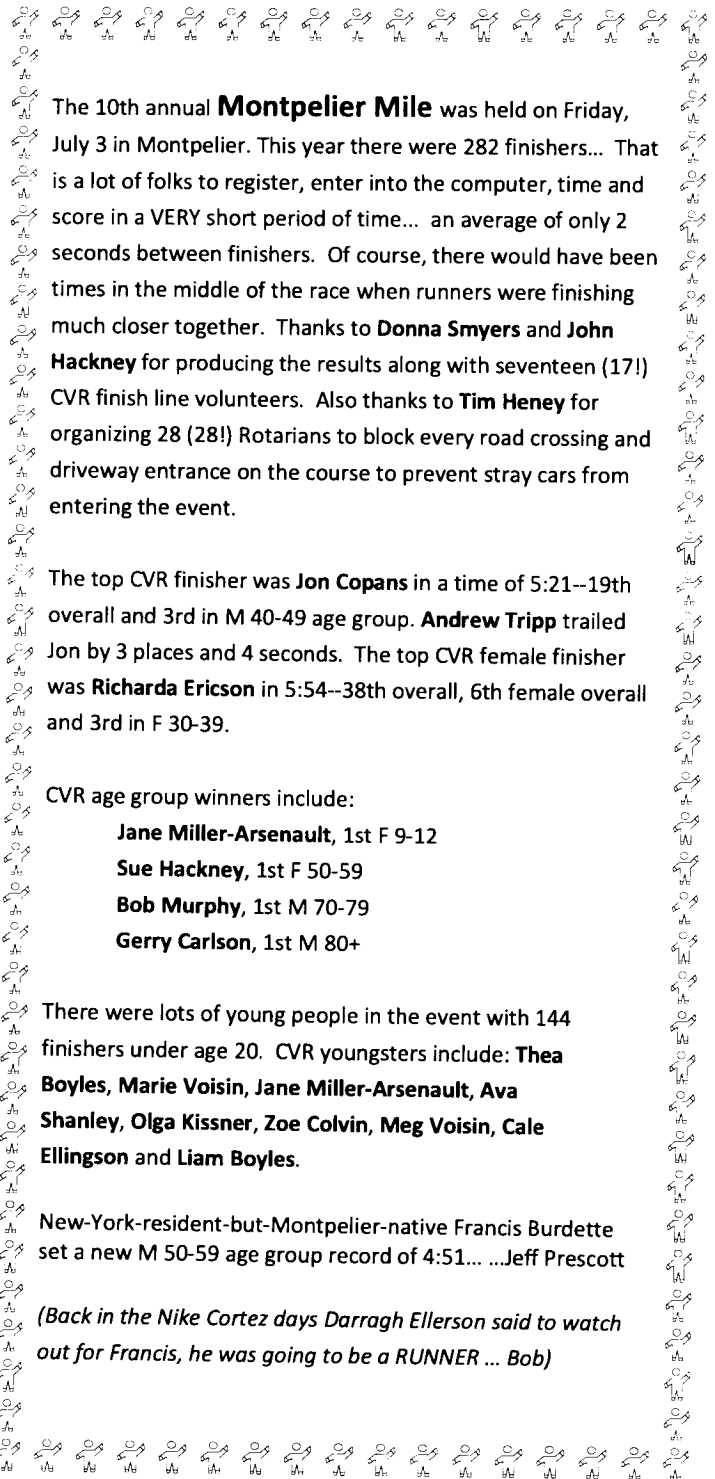 The 10th annual Montpelier Mile was held on Friday,
July 3 in Montpelier. This year there were 282 finishers... That
is a lot of folks to register, enter into the computer, time and
score in a VERY short period of time... an average of only 2
seconds between finishers. Of course, there would have been
times in the middle of the race when runners were finishing
much closer together. Thanks to Donna Smyers and John
Hackney for producing the results along with seventeen (17!)
CVR finish line volunteers. Also thanks to Tim Heney for
organizing 28 (28!) Rotarians to block every road crossing and
driveway entrance on the course to prevent stray cars from
entering the event.
The top CVR finisher was Jon Copans in a time of 5:21--19th
overall and 3rd in M 40-49 age group. Andrew Tripp trailed
Jon by 3 places and 4 seconds. The top CVR female finisher
was Richarda Ericson in 5:54--38th overall, 6th female overall
and 3rd in F 30-39.
CVR age group winners include:
Jane Miller-Arsenault, 1st F 9-12
Sue Hackney, 1st F 50-59
Bob Murphy, 1st M 70-79
Gerry Carlson, 1st M 80+
There were lots of young people in the event with 144
finishers under age 20. CVR youngsters include: Thea
Boyles, Marie Voisin, Jane Miller-Arsenault, Ava
Shanley, Olga Kissner, Zoe Colvin, Meg Voisin, Cale
Ellingson and Liam Boyles.
New-York-resident-but-Montpelier-native Francis Burdette
set a new M 50-59 age group record of 4:51... ...Jeff Prescott
(Back in the Nike Cortez days Darragh Ellerson said to watch
out for Francis, he was going to be a RUNNER ... Bob)